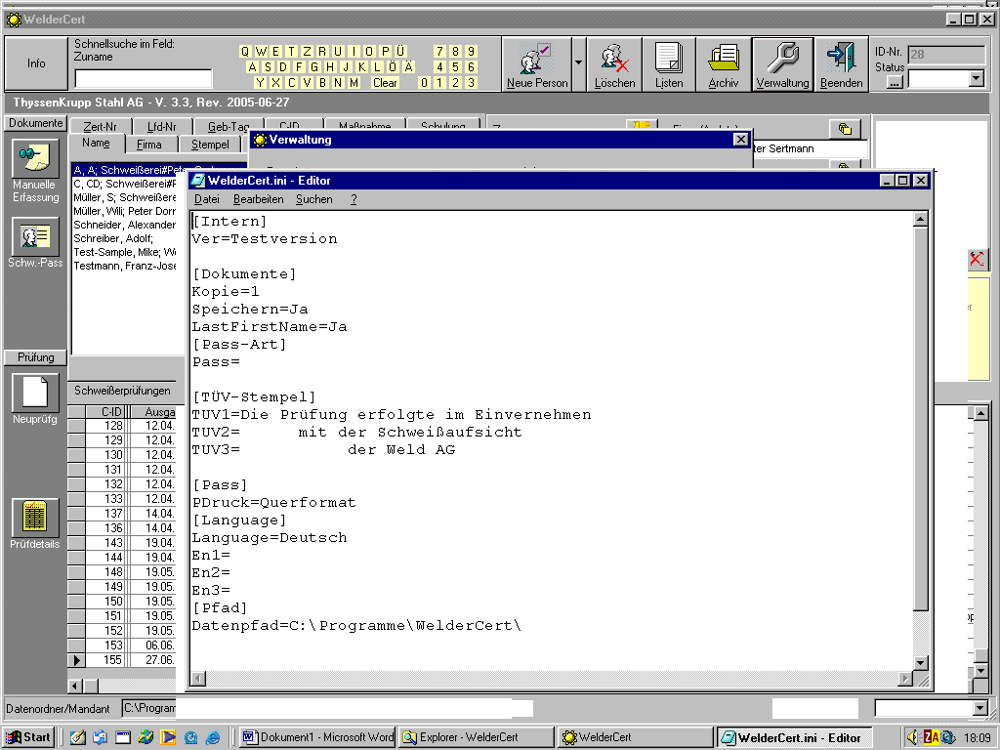 WelderCert
Info
Schnellsuche im Feld:
Zuname
Q W E T Z R U I O P Ü 7 8 9
A S D F G H J K L Ö Ä 4 5 6
Y X C V B N M Clear 0 1 2 3
Neue Person
Löschen
Listen
Archiv
Verwaltung
Beenden
ID-Nr. 28
Status
...
ThyssenKrupp Stahl AG - V. 3.3, Rev. 2005-06-27
Dokumente
Manuelle
Erfassung
Schw.-Pass
Prüfung
Neuprüfg
Prüfdetails
Zert-Nr Lfd-Nr Geb-Tag C-ID Maßnahme Schulung
Name Firma Stempel
A, A; Schweißerei#Pe
C, CD; Schweißerei#F
Müller, S; Schweißere
Müller, Wili; Peter Dorr
Schneider, Alexander
Schreiber, Adolf;
Test-Sample, Mike; W
Testmann, Franz-Jose
ter Sertmann
Verwaltung
WelderCert.ini - Editor
Datei Bearbeiten Suchen ?
[Intern]
Ver=Testversion
[Dokumente]
Kopie=1
Speichern=Ja
LastFirstName=Ja
[Pass-Art]
Pass=
[TÜV-Stempel]
TUV1=Die Prüfung erfolgte im Einvernehmen
TUV2=      mit der Schweißaufsicht
TUV3=           der Weld AG
[Pass]
PDruck=Querformat
[Language]
Language=Deutsch
En1=
En2=
En3=
[Pfad]
Datenpfad=C:\Programme\WelderCert\
Schweißerprüfungen
C-ID Ausga
128 12.04.
129 12.04.
130 12.04.
131 12.04.
132 12.04.
133 12.04.
137 14.04.
136 14.04.
143 19.04.
144 19.04.
148 19.05.
149 19.05.
150 19.05.
151 19.05.
152 19.05.
153 06.06.
155 27.06.
Datenordner/Mandant C:\Program
Start
Dokument1 - Microsoft Word
Explorer - WelderCert
WelderCert
WelderCert.ini - Editor
18:09